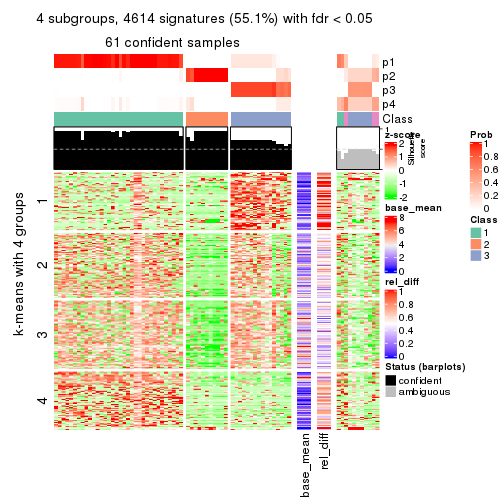 4 subgroups, 4614 signatures (55.1%) with fdr < 0.05
61 confident samples
p1
p2
p3
p4
Class
1
Silhouette
score
k-means with 4 groups
1
2
3
4
base_mean
rel_diff
z-score
2
1
0
-1
-2
base_mean
8
6
4
2
0
rel_diff
1
0.8
0.6
0.4
0.2
0
Status (barplots)
confident
ambiguous
Prob
1
0.8
0.6
0.4
0.2
0
Class
1
2
3